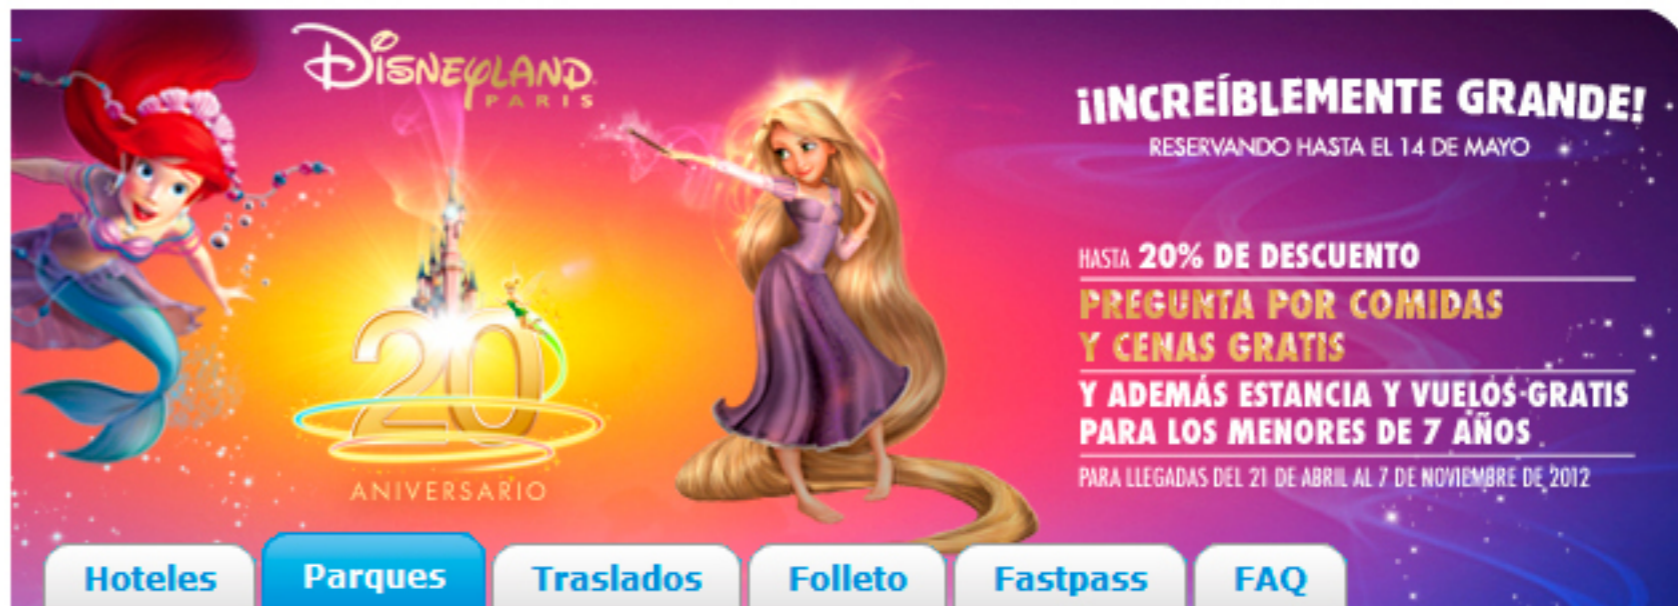 DISNEYLAND
PARIS
20
ANIVERSARIO
¡INCREÍBLEMENTE GRANDE!
RESERVANDO HASTA EL 14 DE MAYO
HASTA 20% DE DESCUENTO
PREGUNTA POR COMIDAS
Y CENAS GRATIS
Y ADEMÁS ESTANCIA Y VUELOS GRATIS
PARA LOS MENORES DE 7 AÑOS
PARA LLEGADAS DEL 21 DE ABRIL AL 7 DE NOVIEMBRE DE 2012
Hoteles Parques Traslados Folleto Fastpass FAQ